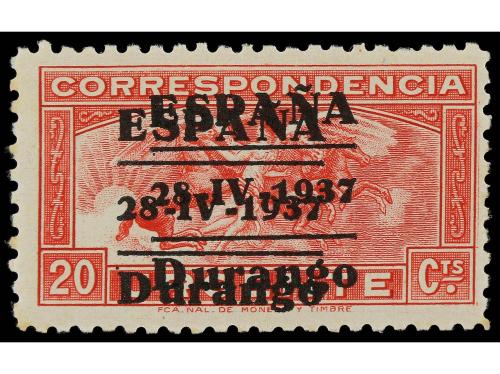 CORRESPONDENCIA
ESPAÑA
ESPAÑA
28-IV-1937
28-IV-1937
Durango
Durango
20 CTS.
FCA. NAL. DE MONEDA Y TIMBRE